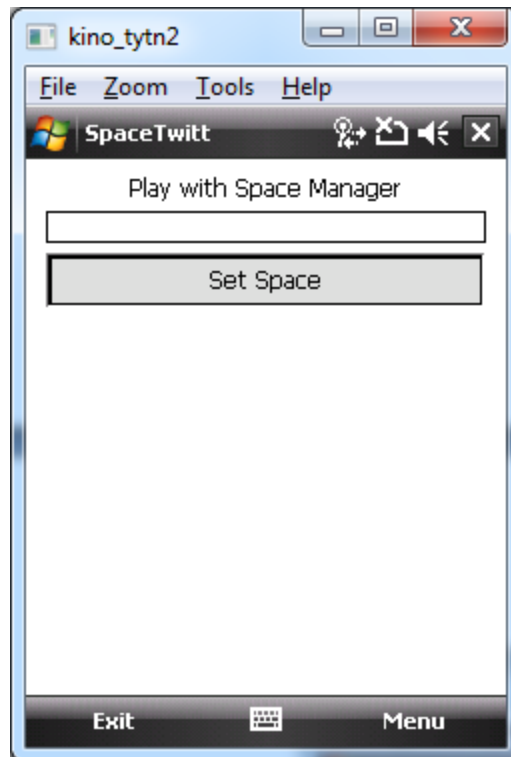 kino_tytn2
File Zoom Tools Help
SpaceTwitt
Play with Space Manager
Set Space
Exit Menu